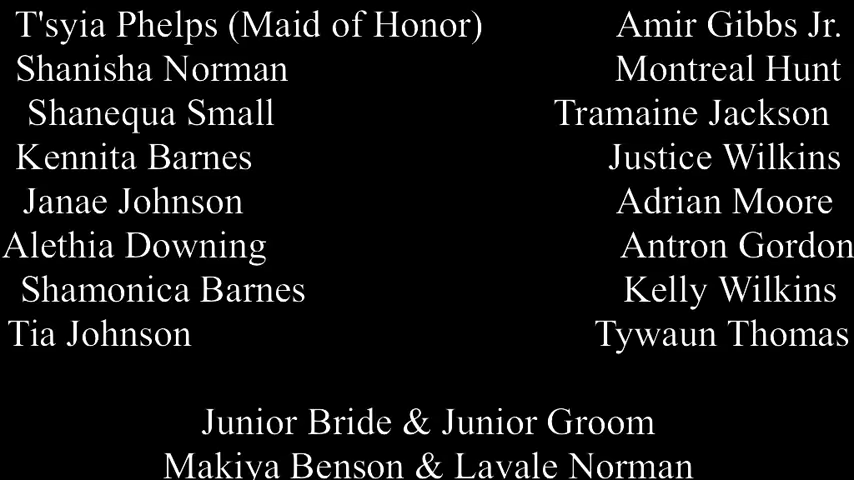 T'syia Phelps (Maid of Honor) Amir Gibbs Jr.
Shanisha Norman Montreal Hunt
Shanequa Small Tramaine Jackson
Kennita Barnes Justice Wilkins
Janae Johnson Adrian Moore
Alethia Downing Antron Gordon
Shamonica Barnes Kelly Wilkins
Tia Johnson Tywaun Thomas
Junior Bride & Junior Groom
Makiya Benson & Lavale Norman